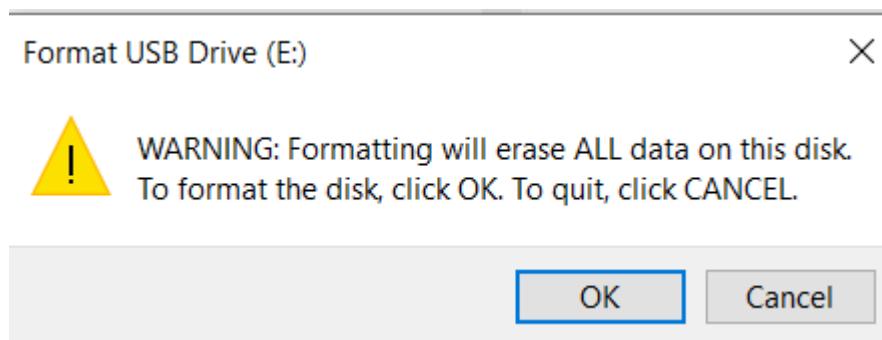 Format USB Drive (E:)
!
WARNING: Formatting will erase ALL data on this disk.
To format the disk, click OK. To quit, click CANCEL.
OK
Cancel